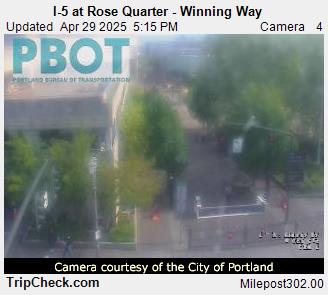 I-5 at Rose Quarter - Winning Way
Updated  Apr 29 2025  5:15 PM  Camera  4
PBOT
PORTLAND BUREAU OF TRANSPORTATION
Camera courtesy of the City of Portland
TripCheck.com  Milepost302.00